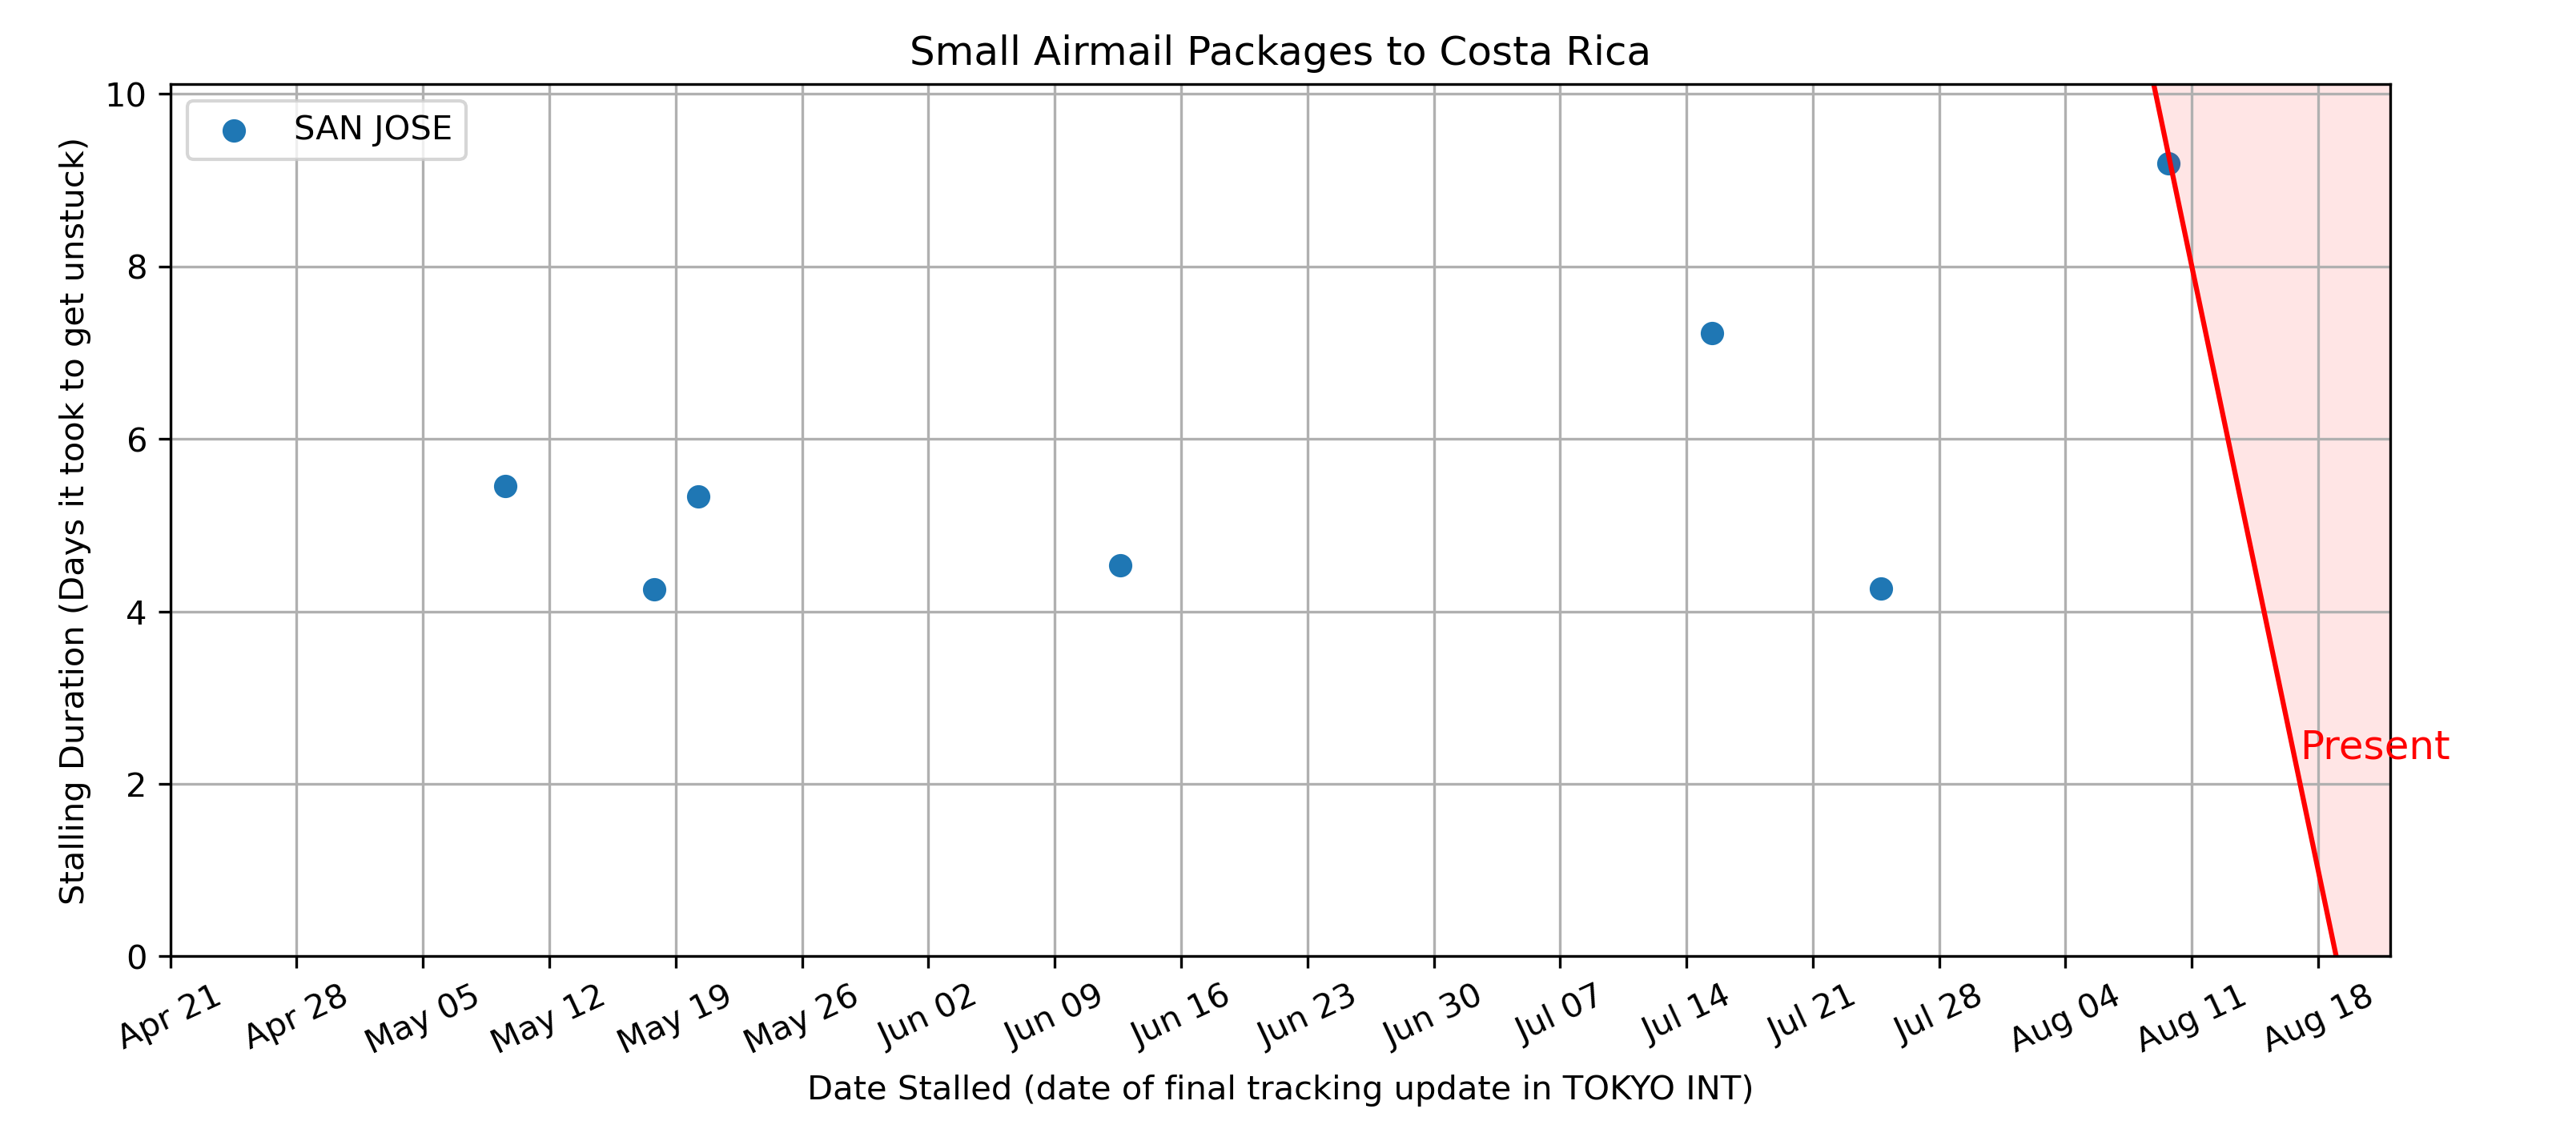 Small Airmail Packages to Costa Rica
SAN JOSE
Stalling Duration (Days it took to get unstuck)
10
8
6
4
2
0
Present
Apr 21
Apr 28
May 05
May 12
May 19
May 26
Jun 02
Jun 09
Jun 16
Jun 23
Jun 30
Jul 07
Jul 14
Jul 21
Jul 28
Aug 04
Aug 11
Aug 18
Date Stalled (date of final tracking update in TOKYO INT)